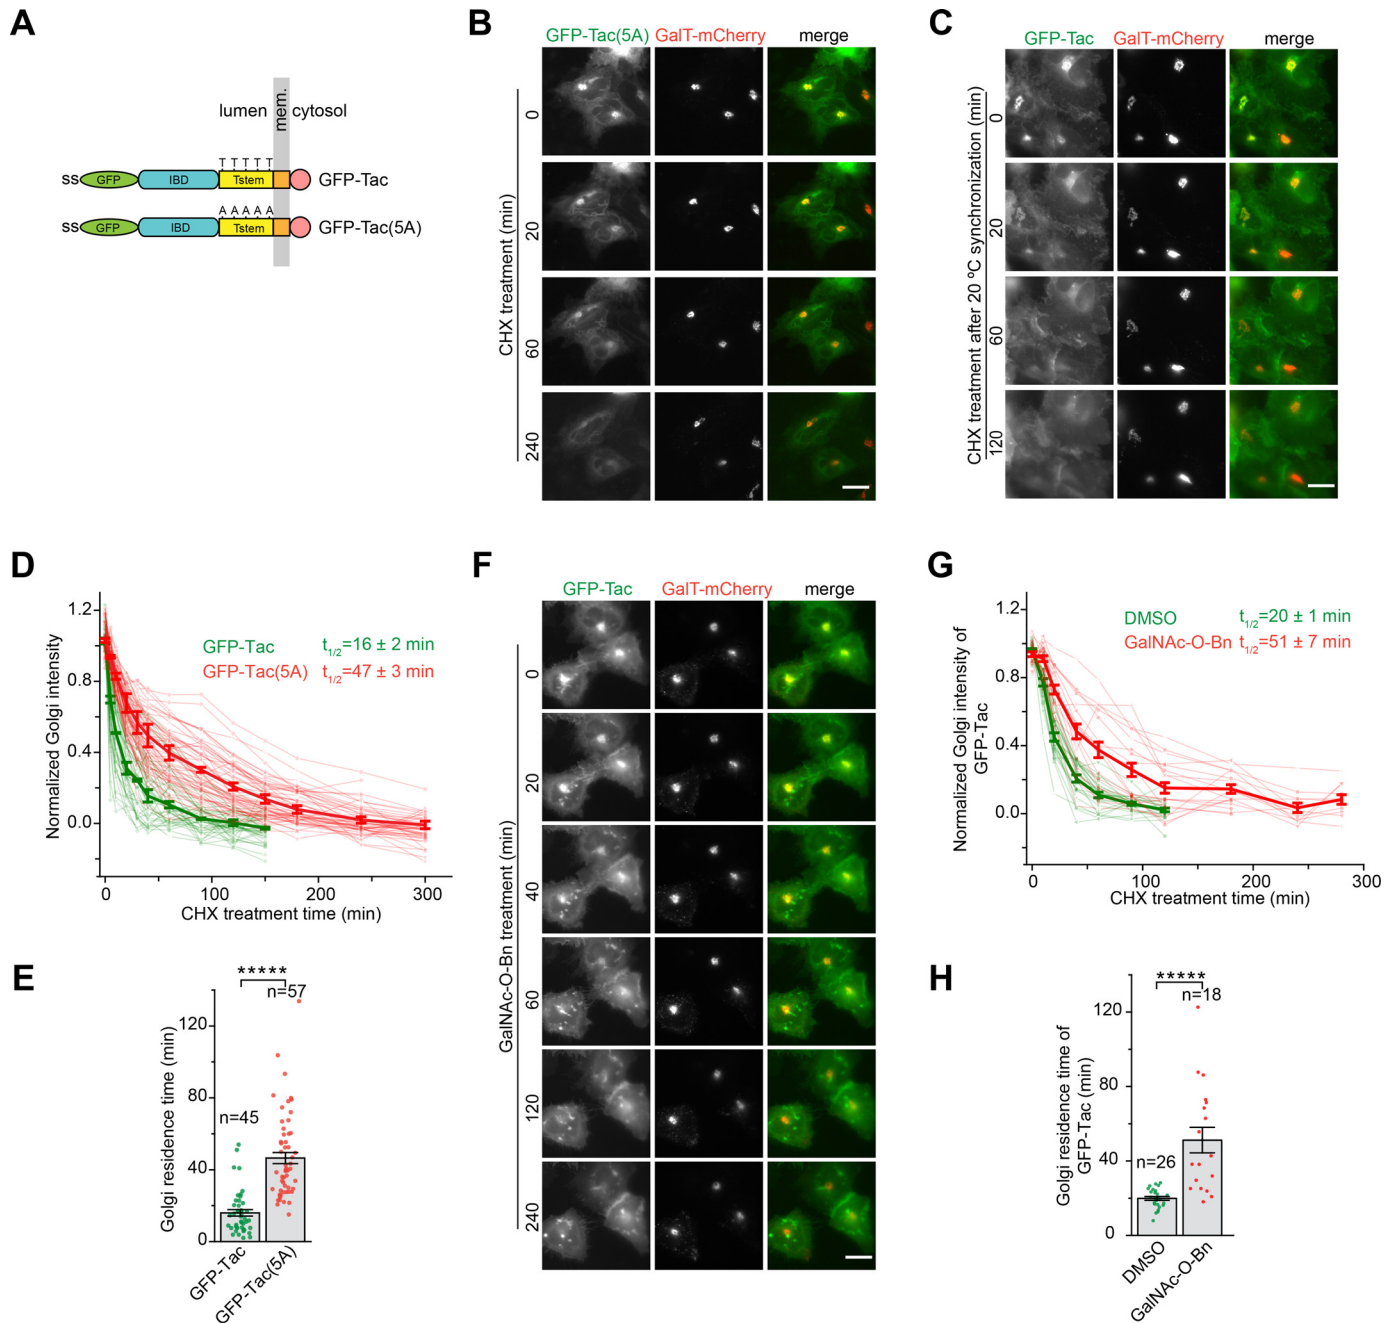 A
lumen mem. cytosol
T T T T T
ss GFP IBD Tstem GFP-Tac
A A A A A
ss GFP IBD Tstem GFP-Tac(5A)
B
GFP-Tac(5A) GalT-mCherry merge
CHX treatment (min)
0
20
60
240
C
GFP-Tac GalT-mCherry merge
CHX treatment after 20 ºC synchronization (min)
0
20
60
120
D
Normalized Golgi intensity
1.2
0.8
0.4
0.0
GFP-Tac t1/2=16 ± 2 min
GFP-Tac(5A) t1/2=47 ± 3 min
0 100 200 300
CHX treatment time (min)
E
Golgi residence time (min)
*****
n=57
n=45
120
80
40
0
GFP-Tac
GFP-Tac(5A)
F
GFP-Tac GalT-mCherry merge
GalNAc-O-Bn treatment (min)
0
20
40
60
120
240
G
Normalized Golgi intensity of
GFP-Tac
1.2
0.8
0.4
0.0
DMSO t1/2=20 ± 1 min
GalNAc-O-Bn t1/2=51 ± 7 min
0 100 200 300
CHX treatment time (min)
H
Golgi residence time of
GFP-Tac (min)
*****
n=18
n=26
120
80
40
0
DMSO
GalNAc-O-Bn